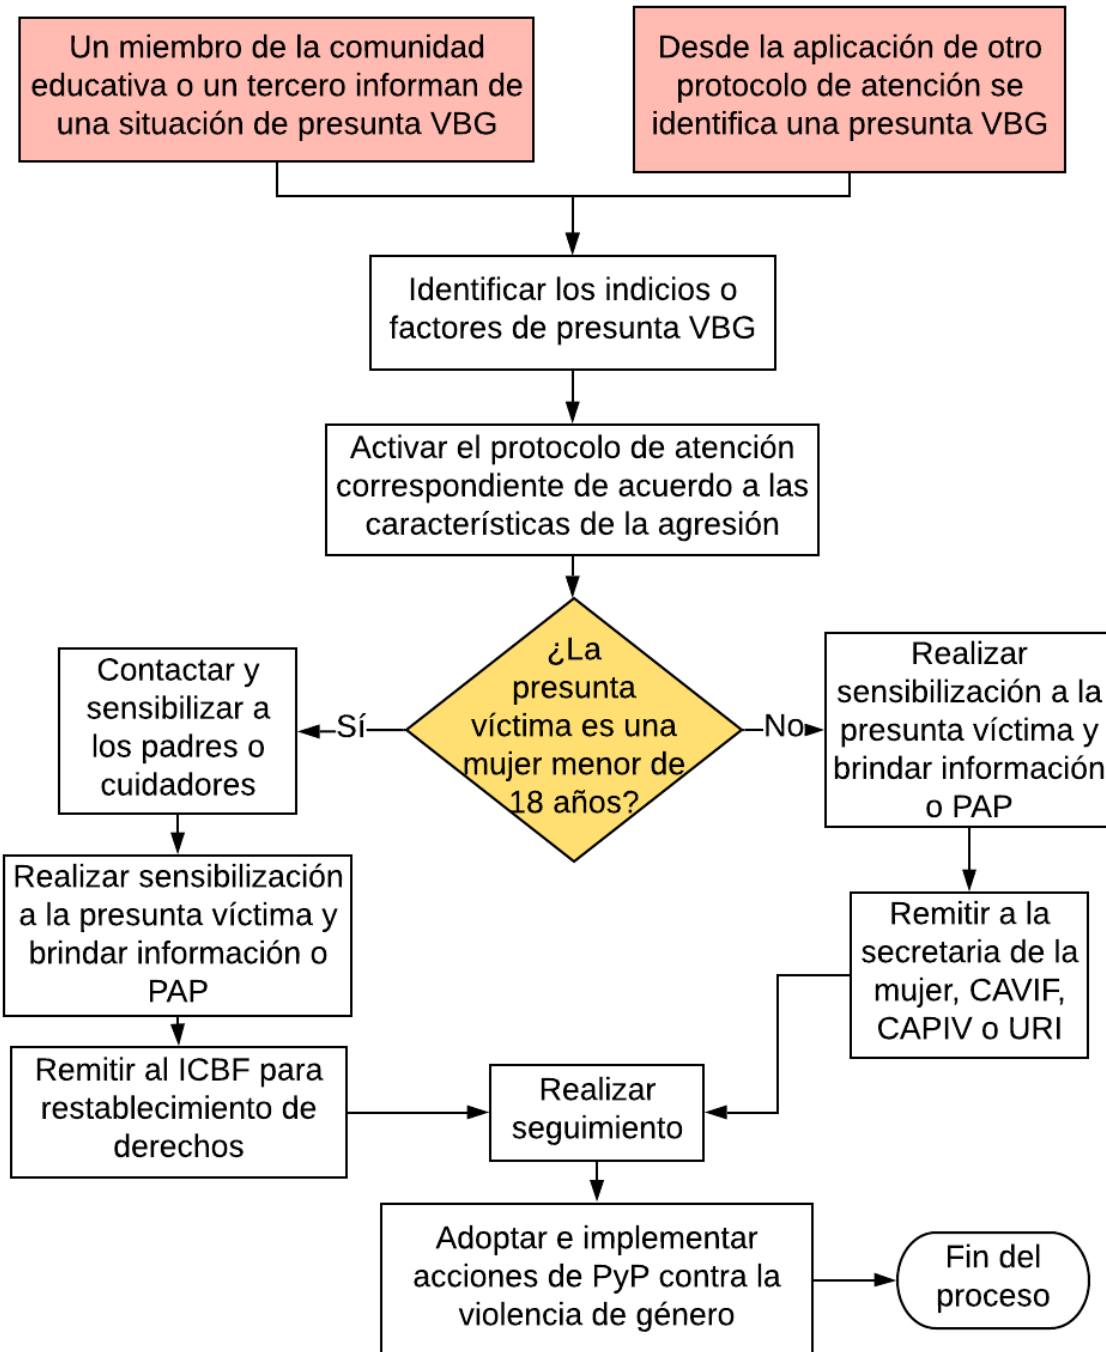 Un miembro de la comunidad
educativa o un tercero informan de
una situación de presunta VBG
Desde la aplicación de otro
protocolo de atención se
identifica una presunta VBG
Identificar los indicios o
factores de presunta VBG
Activar el protocolo de atención
correspondiente de acuerdo a las
características de la agresión
¿La
presunta
víctima es una
mujer menor de
18 años?
Sí
No
Contactar y
sensibilizar a
los padres o
cuidadores
Realizar sensibilización
a la presunta víctima y
brindar información o
PAP
Remitir al ICBF para
restablecimiento de
derechos
Realizar
sensibilización a la
presunta víctima y
brindar información
o PAP
Remitir a la
secretaria de la
mujer, CAVIF,
CAPIV o URI
Realizar
seguimiento
Adoptar e implementar
acciones de PyP contra la
violencia de género
Fin del
proceso